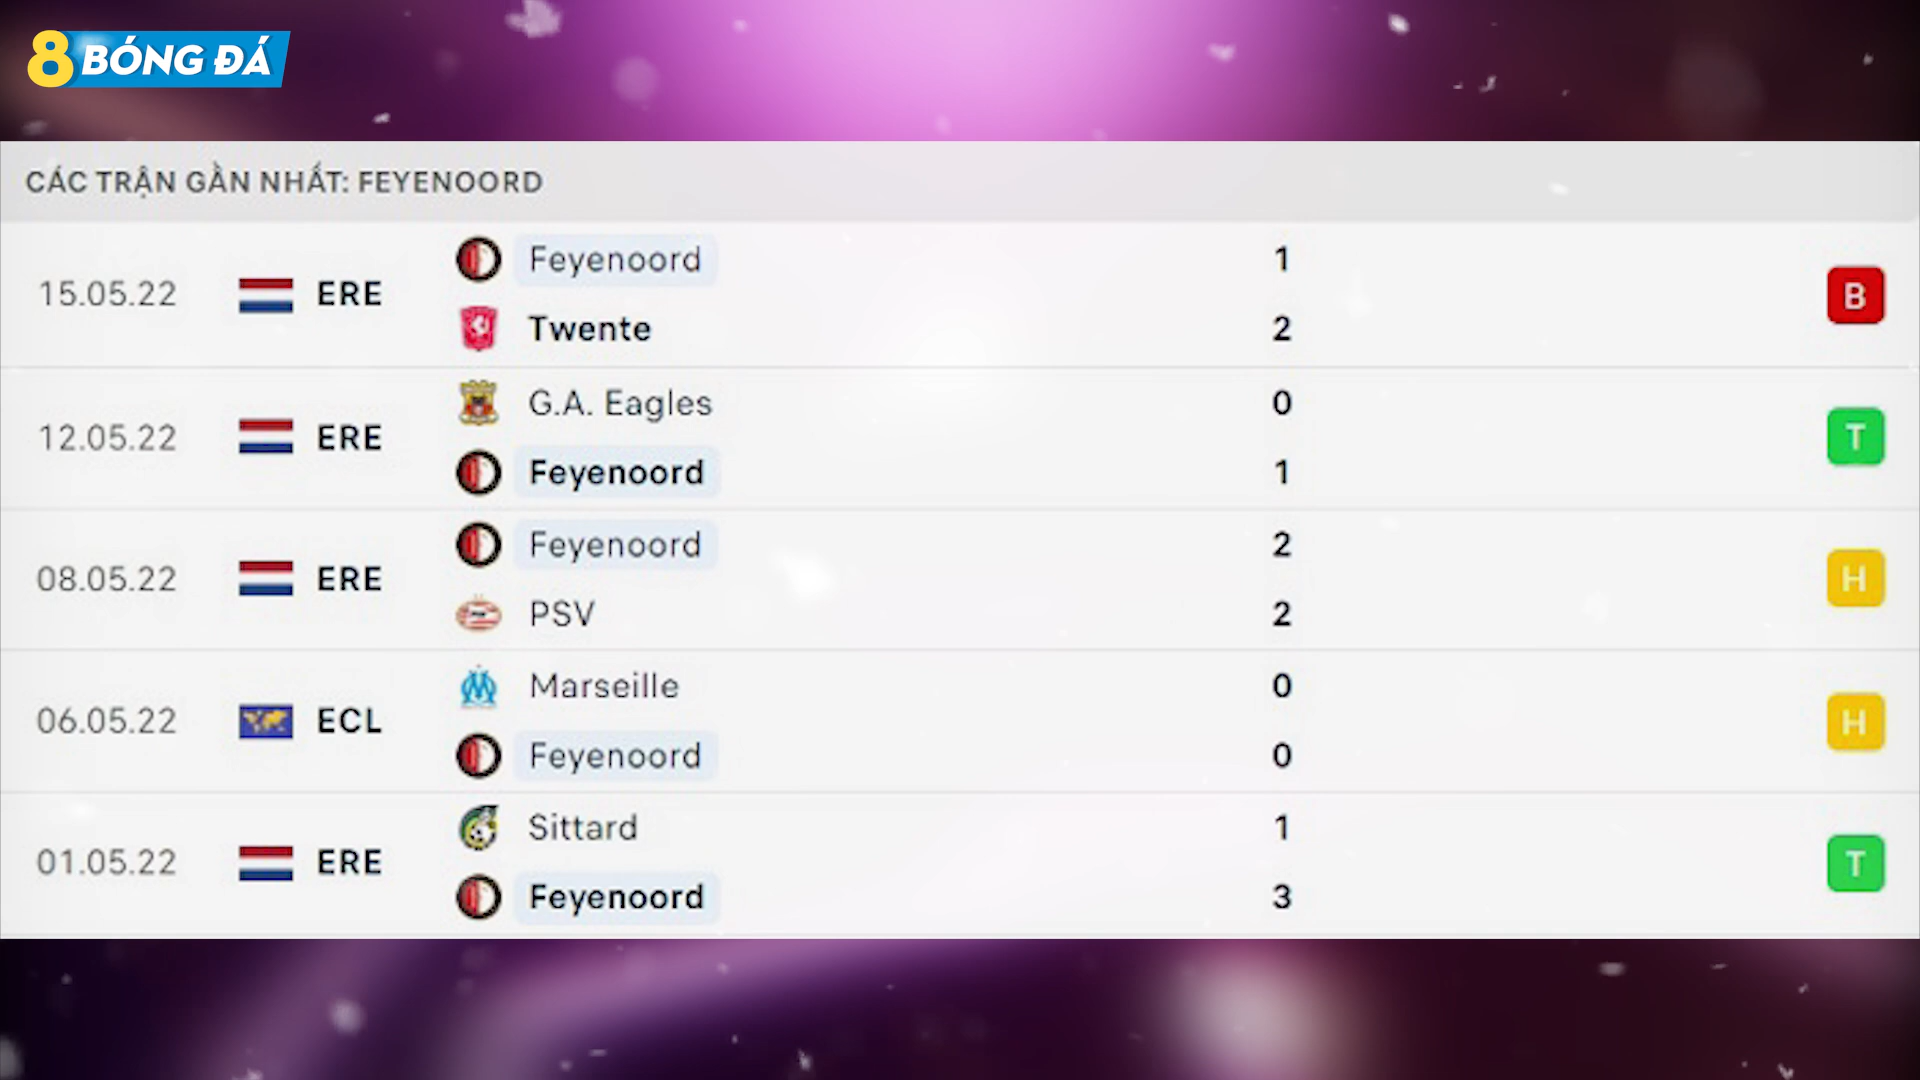 8 BÓNG ĐÁ
CÁC TRẬN GẦN NHẤT: FEYENOORD
15.05.22 ERE Feyenoord 1 B
Twente 2
12.05.22 ERE G.A. Eagles 0 T
Feyenoord 1
08.05.22 ERE Feyenoord 2 H
PSV 2
06.05.22 ECL Marseille 0 H
Feyenoord 0
01.05.22 ERE Sittard 1 T
Feyenoord 3